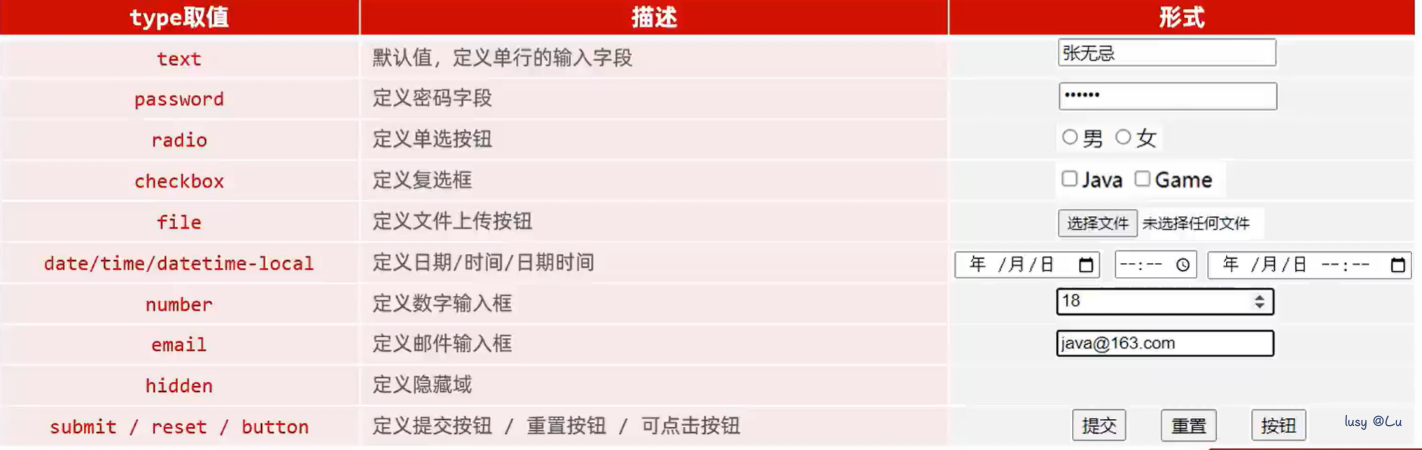 type取值 描述 形式
text 默认值，定义单行的输入字段 张无忌
password 定义密码字段 ••••••
radio 定义单选按钮 男 女
checkbox 定义复选框 Java Game
file 定义文件上传按钮 选择文件 未选择任何文件
date/time/datetime-local 定义日期/时间/日期时间 年 /月/日 --:-- 年 /月/日 --:--
number 定义数字输入框 18
email 定义邮件输入框 java@163.com
hidden 定义隐藏域
submit / reset / button 定义提交按钮 / 重置按钮 / 可点击按钮 提交 重置 按钮 lusy @Lu